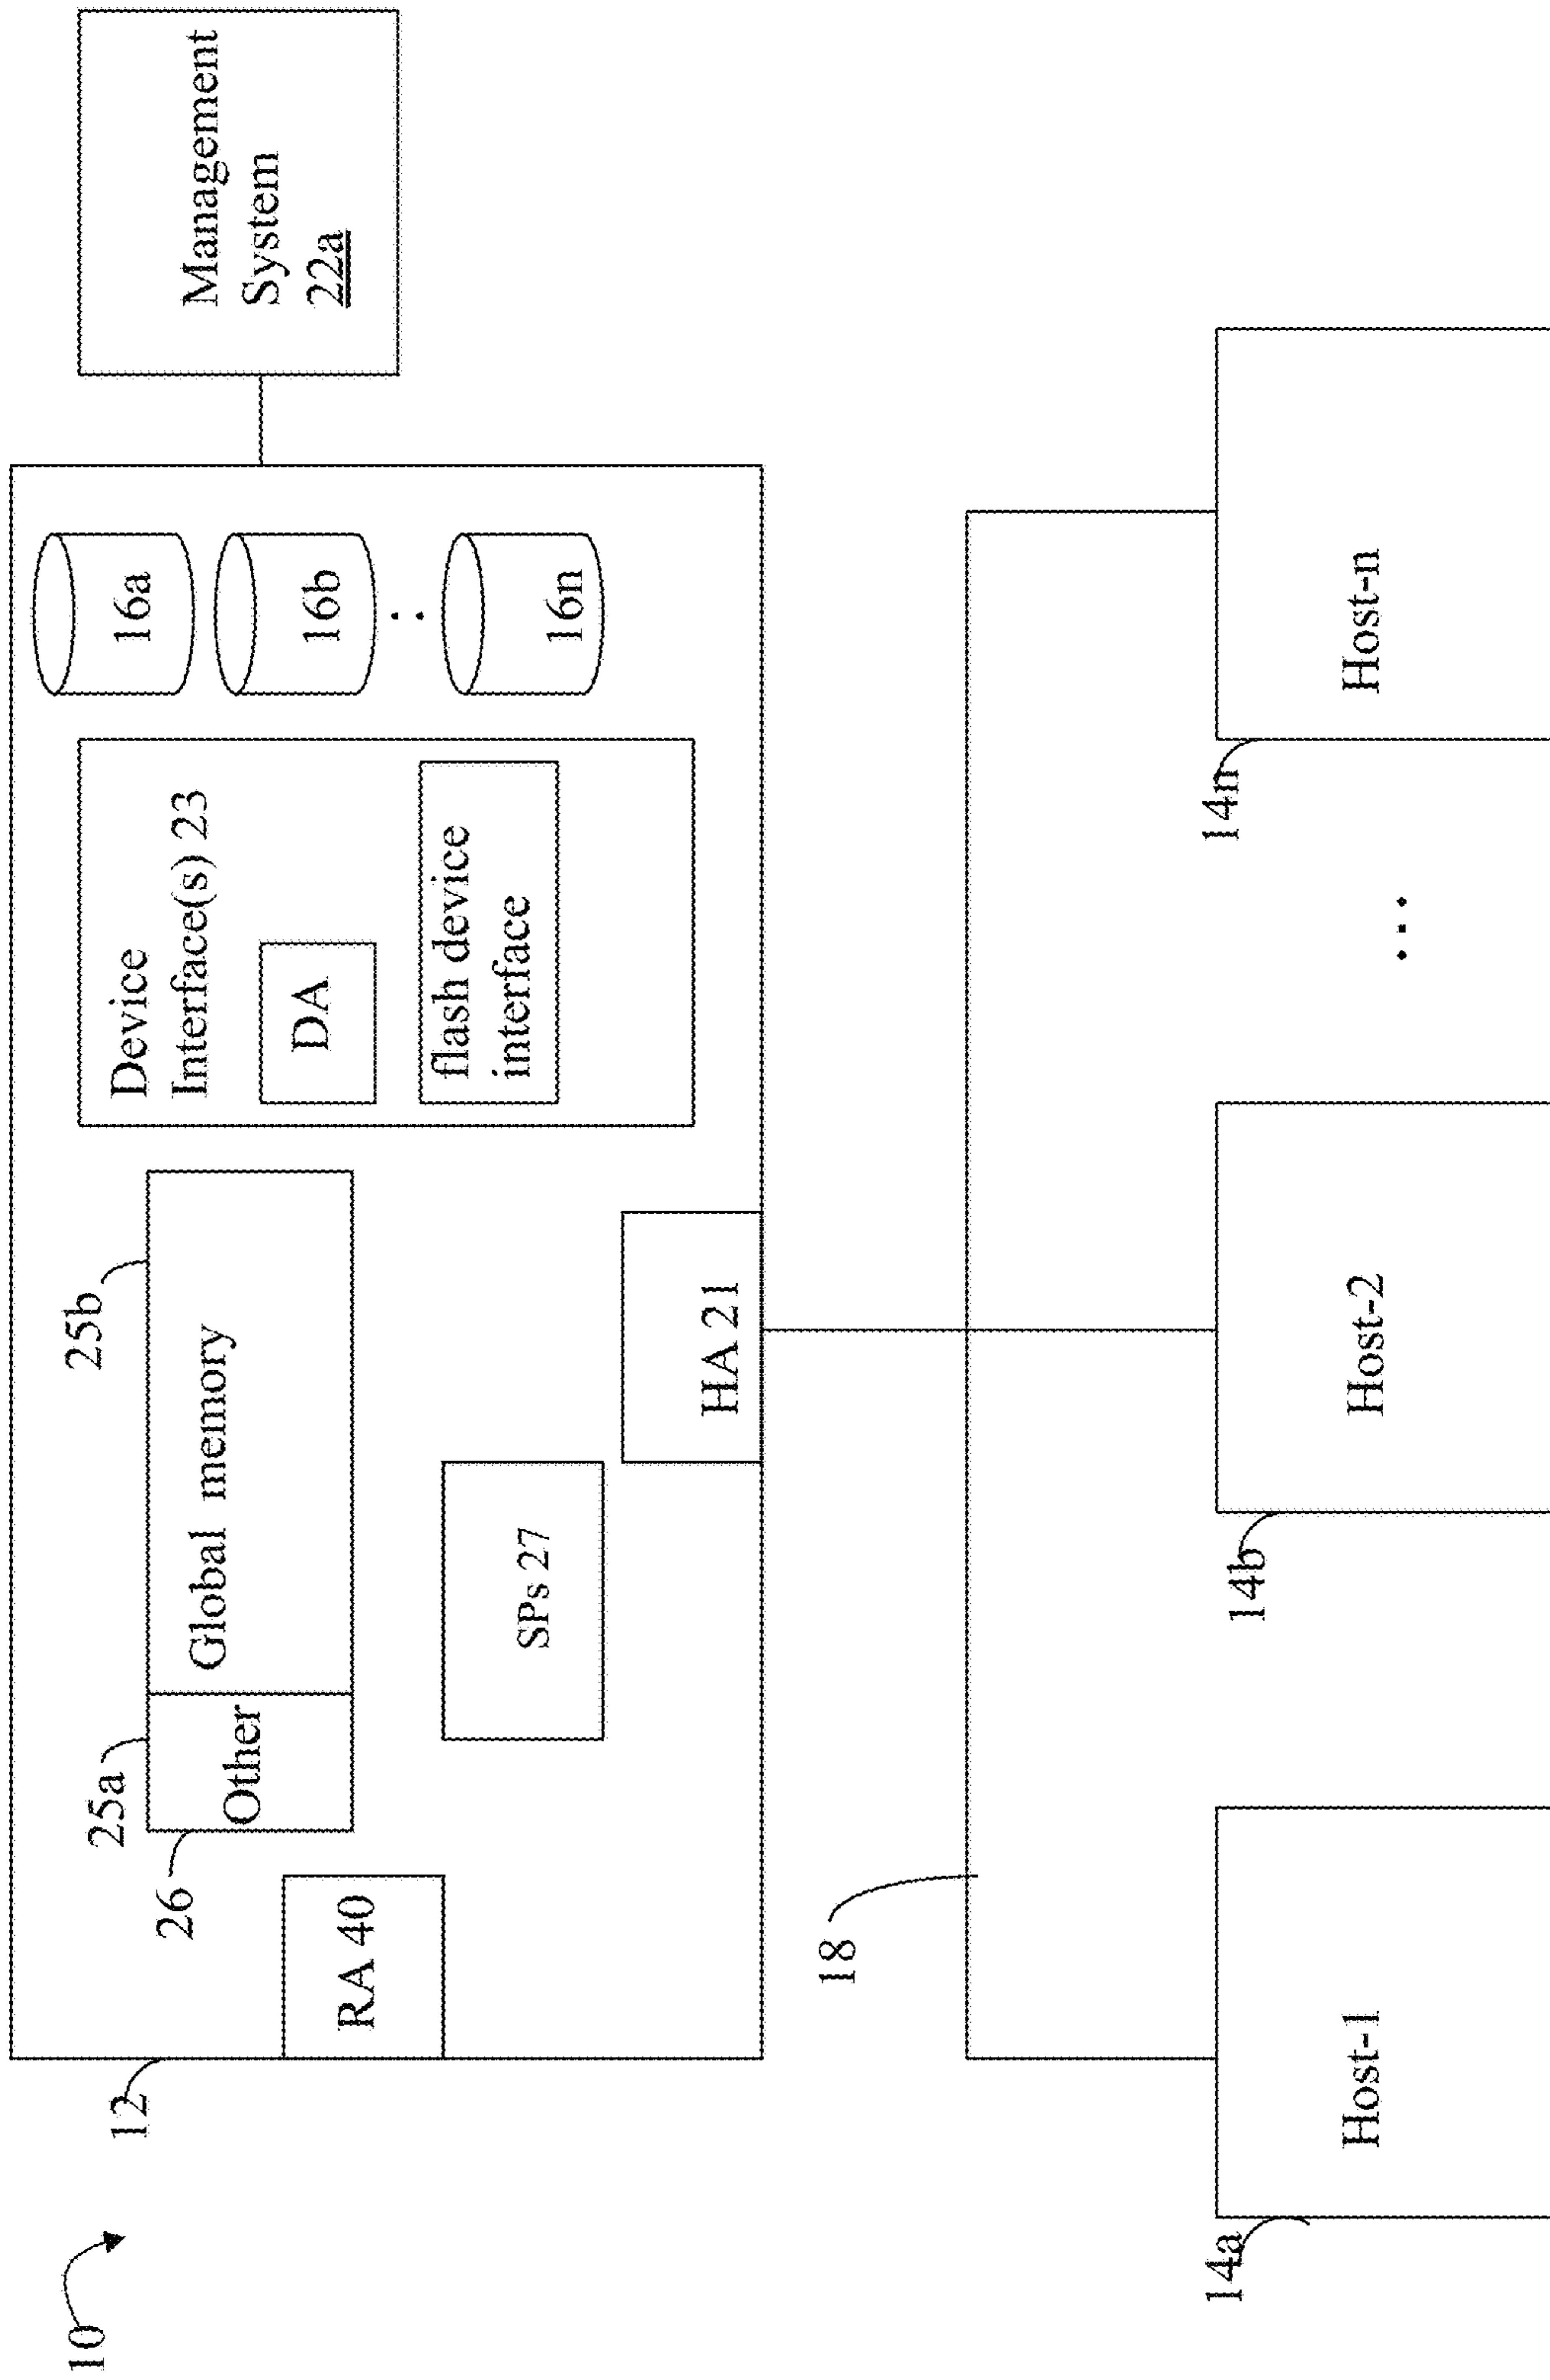 10
12
25a
25b
26
Other
Global memory
Device
Interface(s) 23
DA
flash device
interface
16a
16b
16n
Management
System
22a
RA 40
SPs 27
HA 21
18
14a
Host-1
14b
Host-2
14n
Host-n